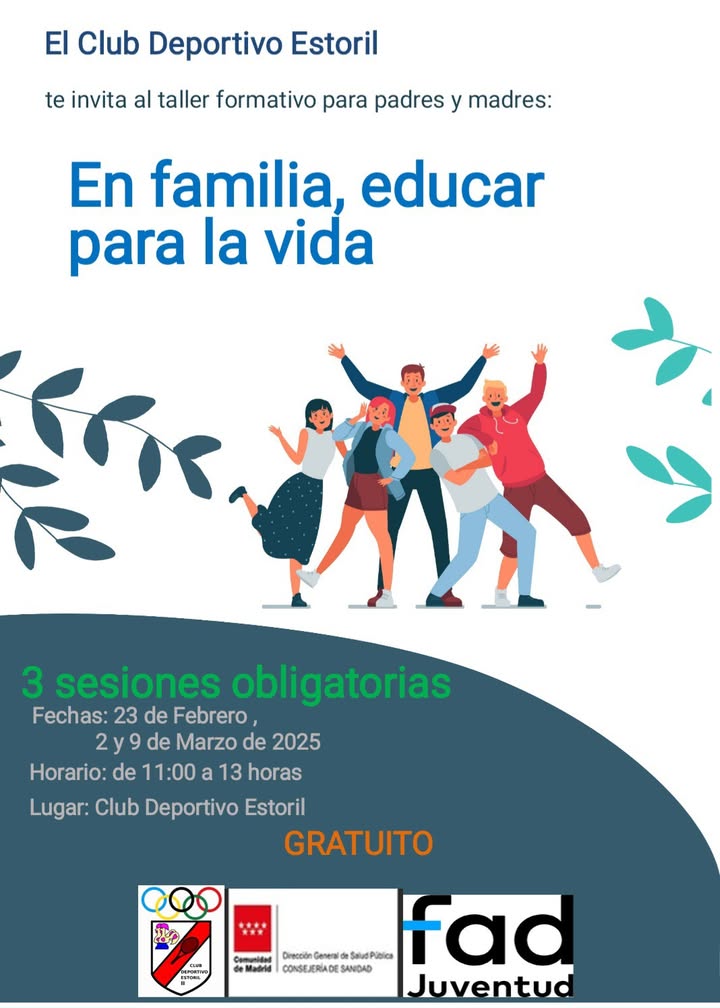 El Club Deportivo Estoril
te invita al taller formativo para padres y madres:
En familia, educar
para la vida
3 sesiones obligatorias
Fechas: 23 de Febrero ,
2 y 9 de Marzo de 2025
Horario: de 11:00 a 13 horas
Lugar: Club Deportivo Estoril
GRATUITO
CLUB
DEPORTIVO
ESTORIL
II
Comunidad
de Madrid
Dirección General de Salud Pública
CONSEJERÍA DE SANIDAD
fad
Juventud